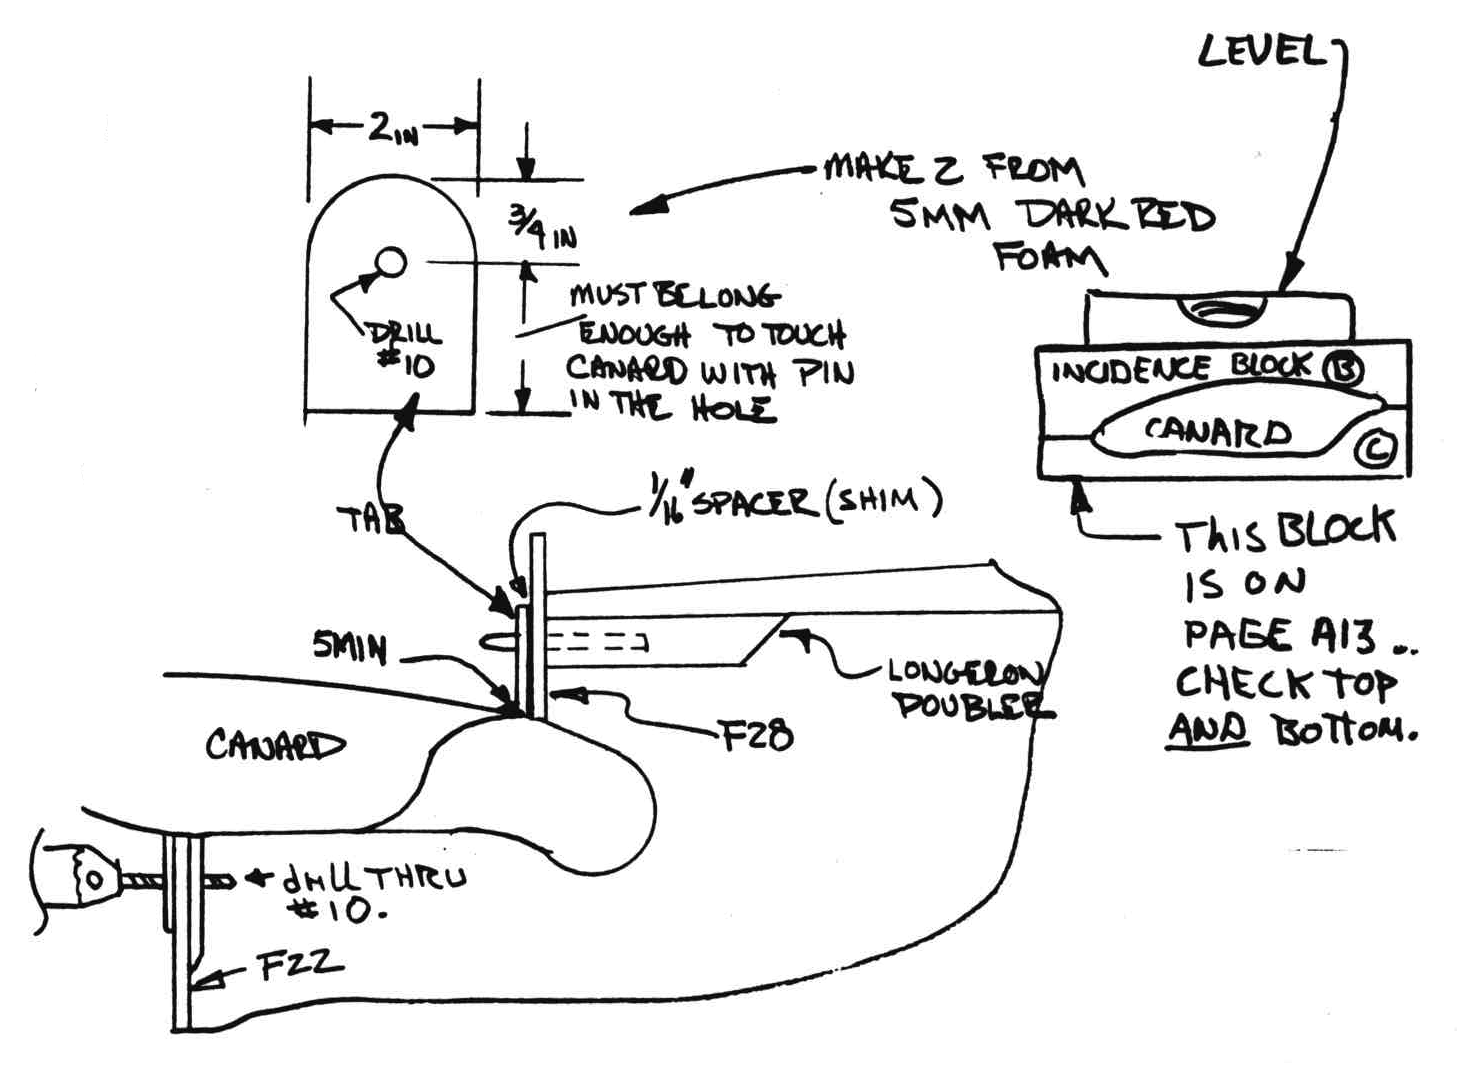 LEVEL
2IN
MAKE 2 FROM
5MM DARK RED
FOAM
3/4 IN
MUST BE LONG
ENOUGH TO TOUCH
CANARD WITH PIN
IN THE HOLE
DRILL
#10
INCIDENCE BLOCK B
CANARD
C
TAB
1/16" SPACER (SHIM)
THIS BLOCK
IS ON
PAGE A13...
CHECK TOP
AND BOTTOM.
5MIN
LONGERON
DOUBLER
F28
CANARD
drill THRU
#10.
F22